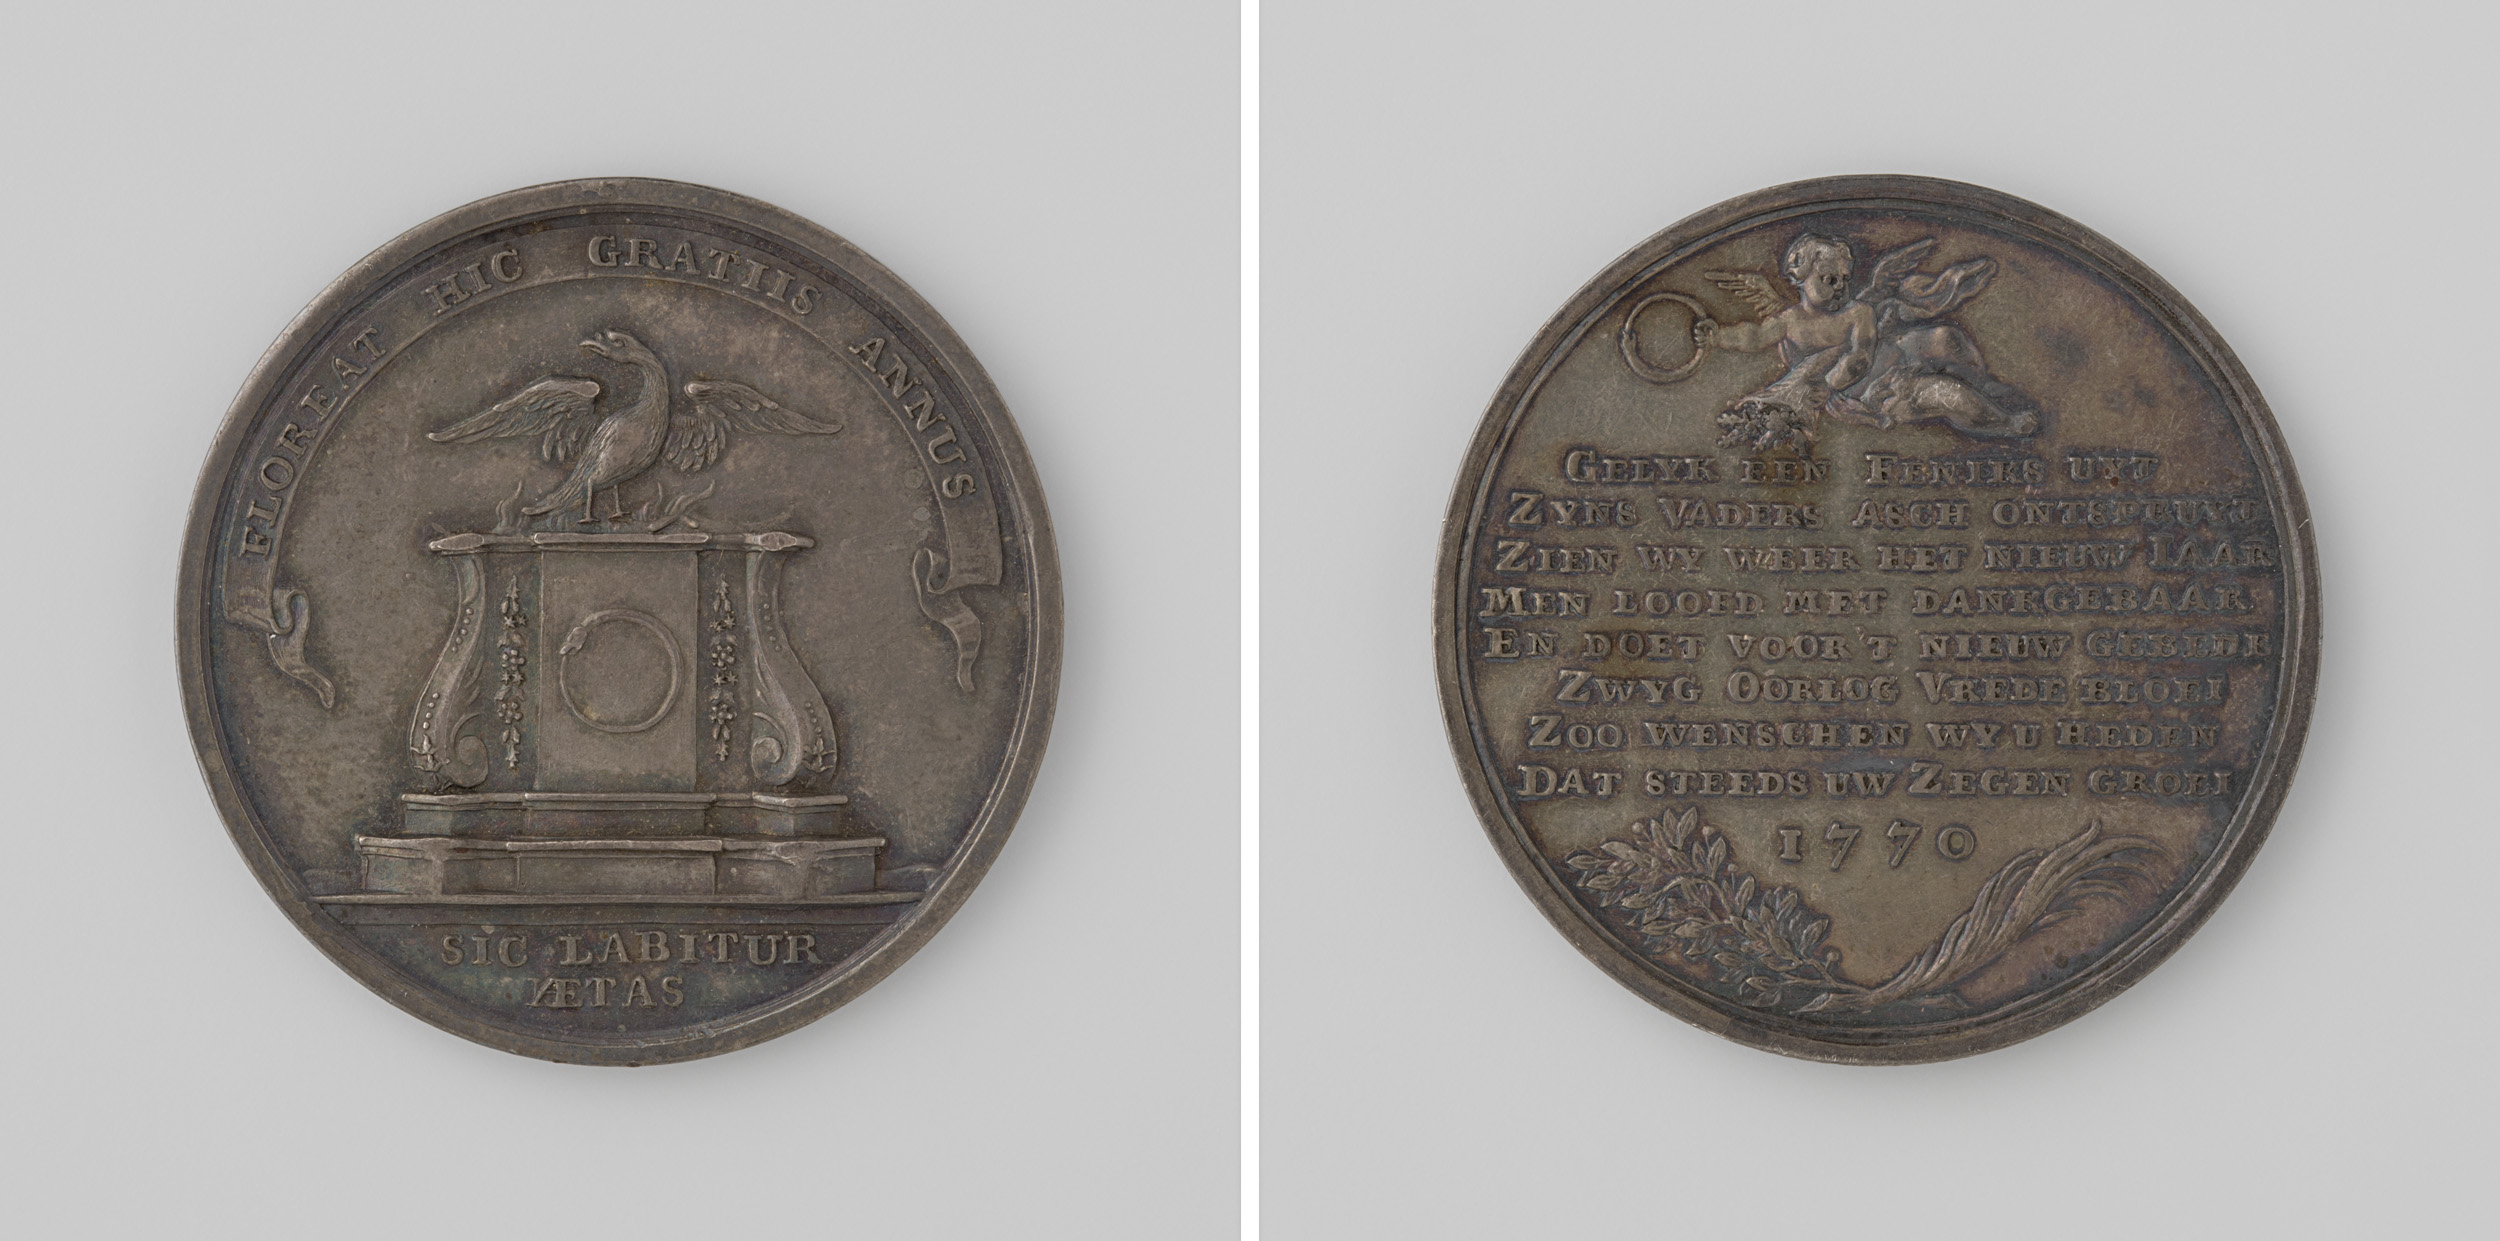 FLOREAT HIC GRATIIS ANNUS
SIC LABITUR
ÆTAS
GELYK EEN FENIKS UYT
ZYNS VADERS ASCH ONTSPRUYT
ZIEN WY WEER HET NIEUW IAAR
MEN LOOFD MET DANKGEBAAR
EN DOET VOOR'T NIEUW GEBEDE
ZWYG OORLOG VREDE BLOEI
ZOO WENSCHEN WY U HEDEN
DAT STEEDS UW ZEGEN GROEI
1770